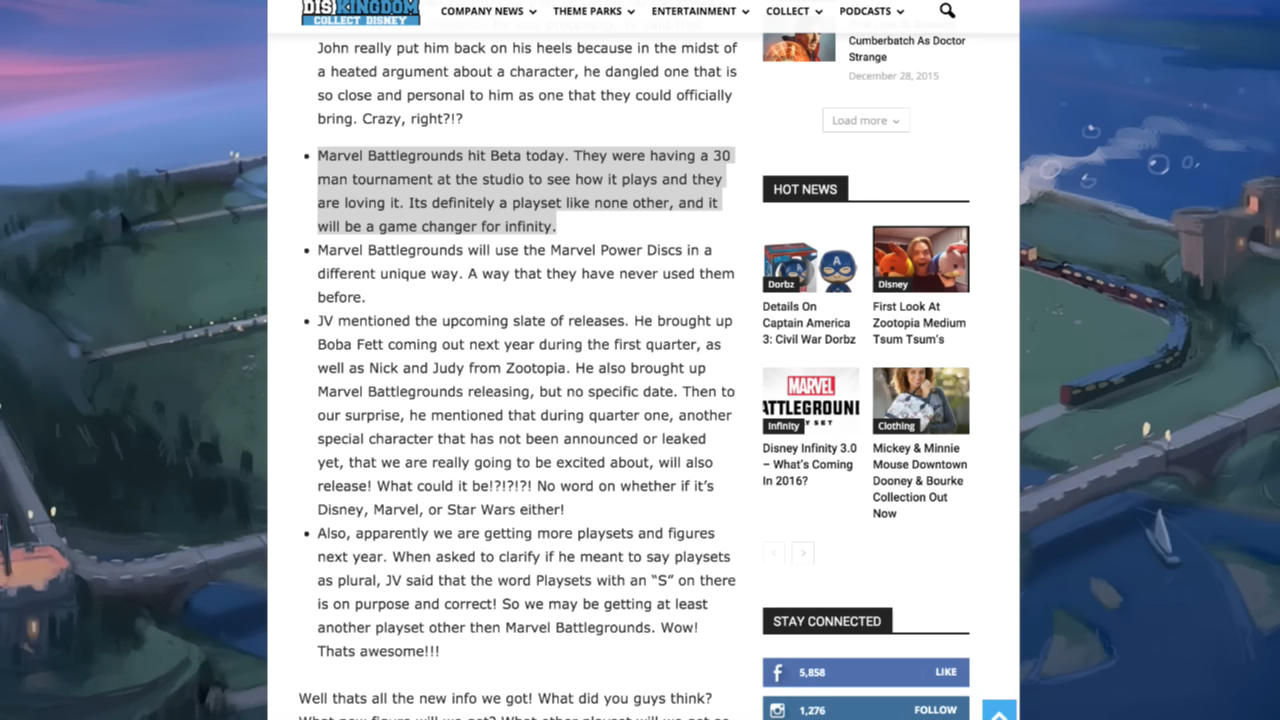 DIS KINGDOM
COLLECT DISNEY
COMPANY NEWS
THEME PARKS
ENTERTAINMENT
COLLECT
PODCASTS
John really put him back on his heels because in the midst of
a heated argument about a character, he dangled one that is
so close and personal to him as one that they could officially
bring. Crazy, right?!?
• Marvel Battlegrounds hit Beta today. They were having a 30
man tournament at the studio to see how it plays and they
are loving it. Its definitely a playset like none other, and it
will be a game changer for infinity.
• Marvel Battlegrounds will use the Marvel Power Discs in a
different unique way. A way that they have never used them
before.
• JV mentioned the upcoming slate of releases. He brought up
Boba Fett coming out next year during the first quarter, as
well as Nick and Judy from Zootopia. He also brought up
Marvel Battlegrounds releasing, but no specific date. Then to
our surprise, he mentioned that during quarter one, another
special character that has not been announced or leaked
yet, that we are really going to be excited about, will also
release! What could it be!?!?!?! No word on whether if it’s
Disney, Marvel, or Star Wars either!
• Also, apparently we are getting more playsets and figures
next year. When asked to clarify if he meant to say playsets
as plural, JV said that the word Playsets with an “S” on there
is on purpose and correct! So we may be getting at least
another playset other then Marvel Battlegrounds. Wow!
Thats awesome!!!
Well thats all the new info we got! What did you guys think?
Cumberbatch As Doctor
Strange
December 28, 2015
Load more
HOT NEWS
Dorbz
Details On
Captain America
3: Civil War Dorbz
Disney
First Look At
Zootopia Medium
Tsum Tsum’s
MARVEL
ATTLEGROUN
Y SET
Infinity
Disney Infinity 3.0
– What’s Coming
In 2016?
Clothing
Mickey & Minnie
Mouse Downtown
Dooney & Bourke
Collection Out
Now
STAY CONNECTED
5,858
LIKE
1,276
FOLLOW